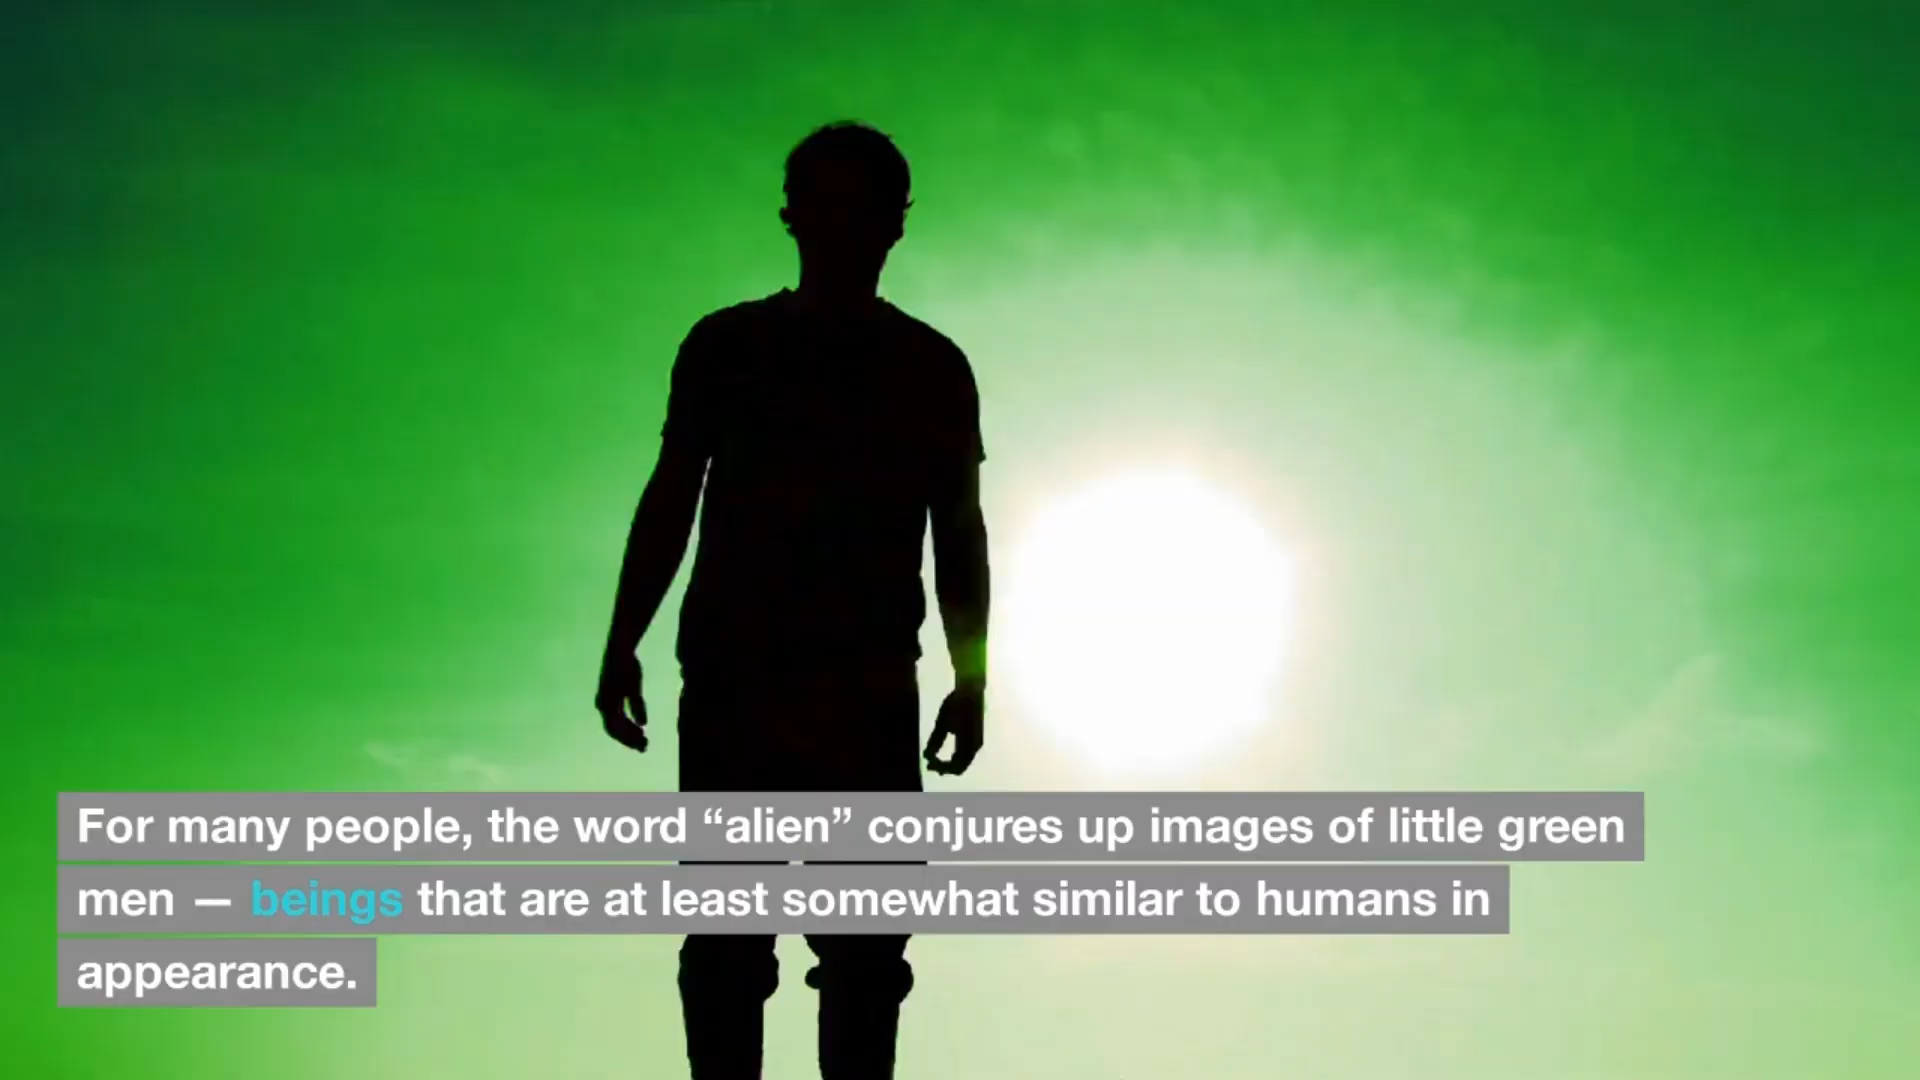 For many people, the word “alien” conjures up images of little green
men — beings that are at least somewhat similar to humans in
appearance.